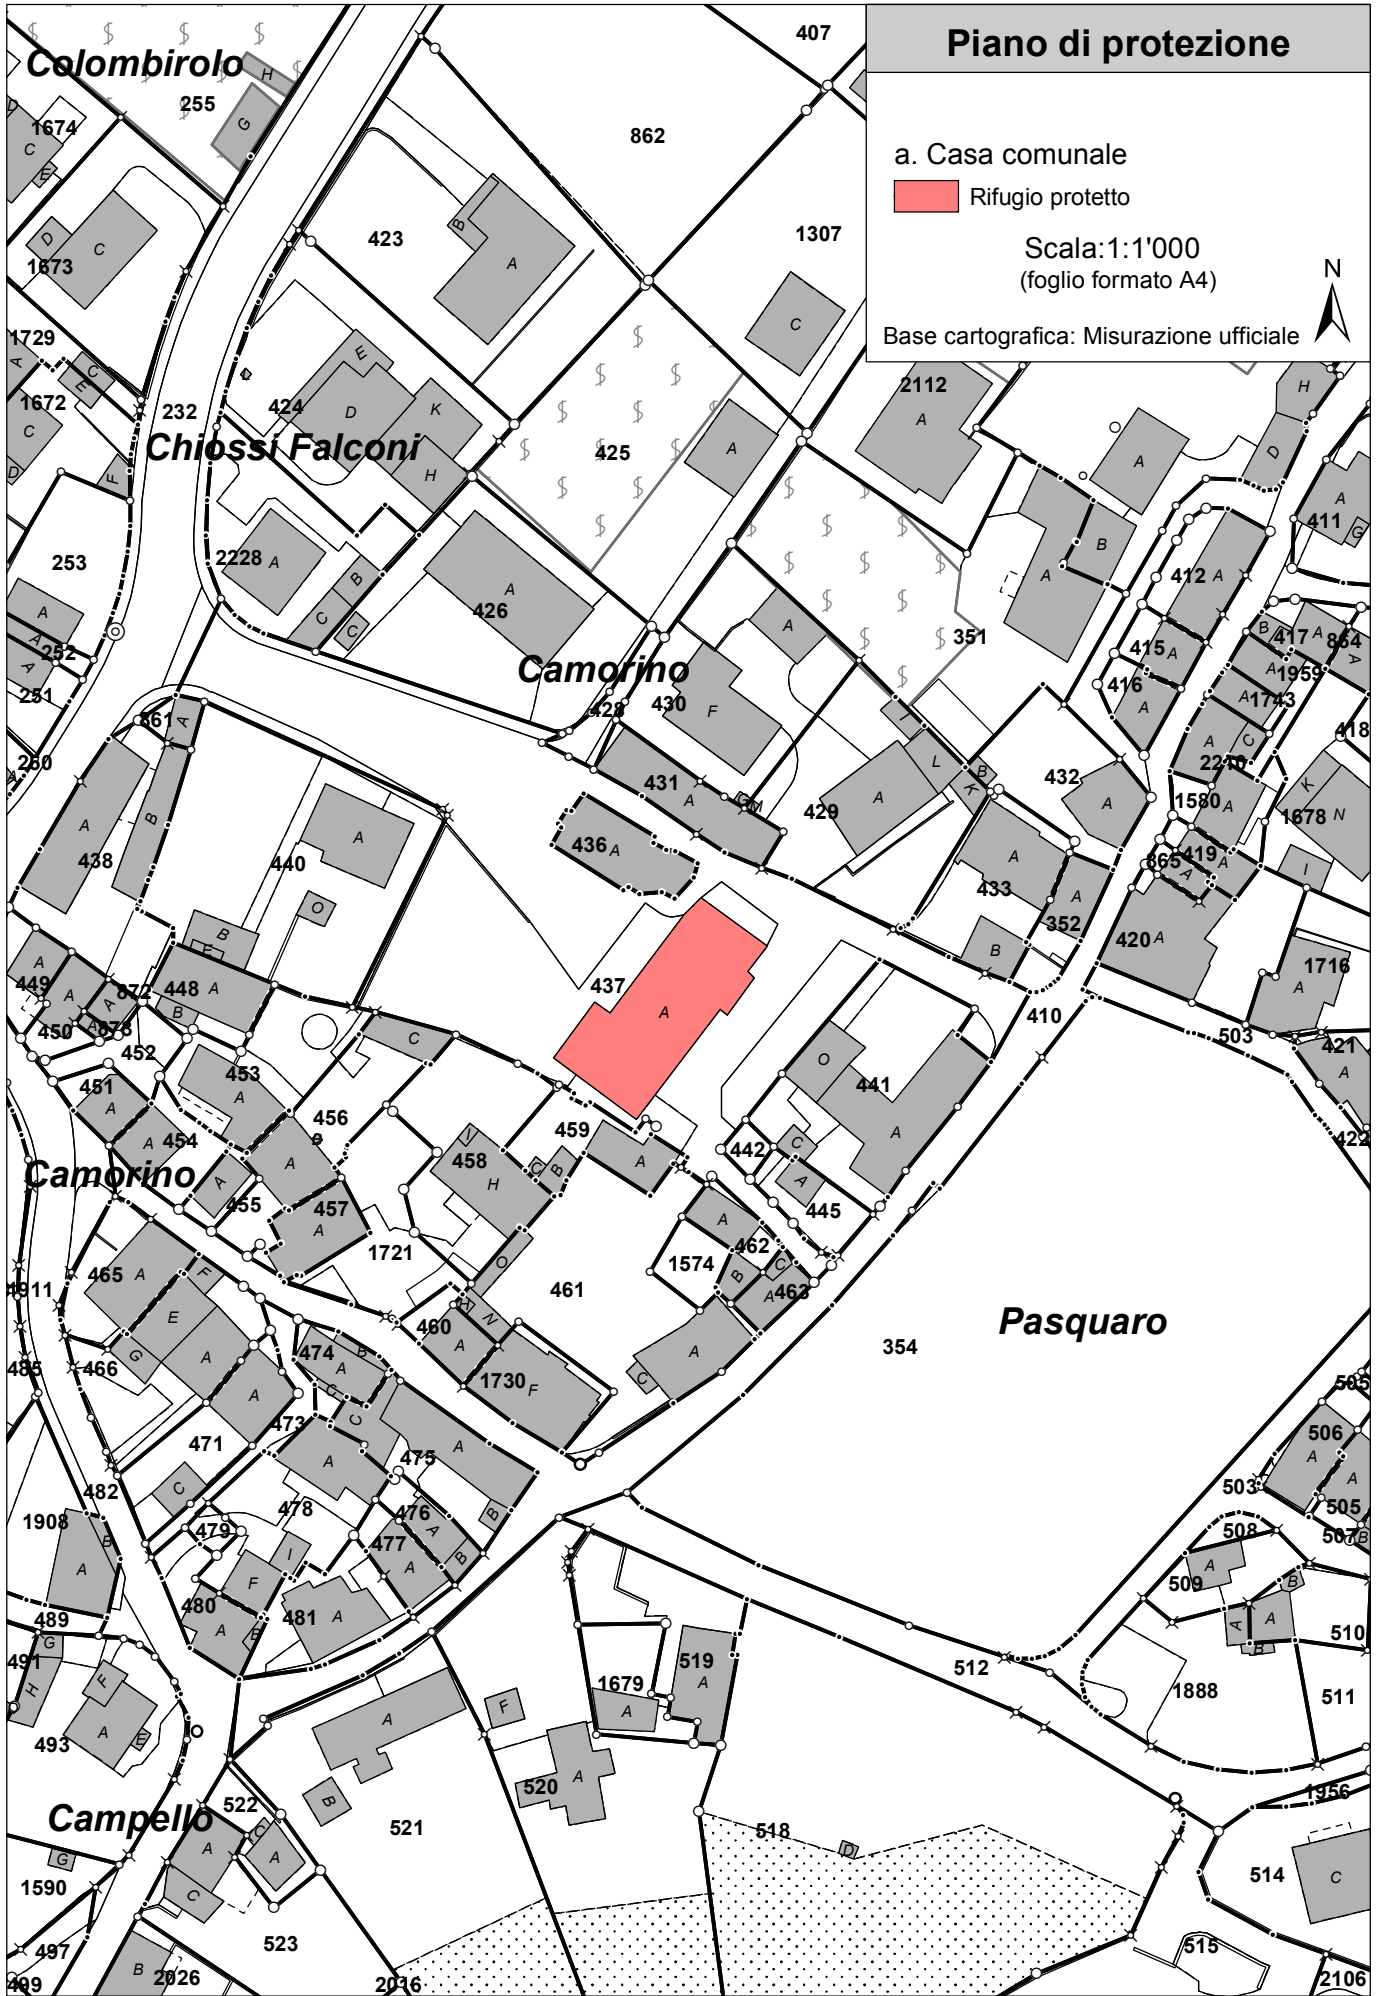 Piano di protezione
a. Casa comunale
Rifugio protetto
Scala:1:1'000
(foglio formato A4)
N
Base cartografica: Misurazione ufficiale
407
Colombirolo
H
255
G
1674
D
C
E
862
423
B
A
1307
D
C
1673
C
1729
A
C
E
1672
C
D
F
232
424
E
D
K
H
Chiossi Falconi
425
A
2112
A
H
D
A
A
411
G
253
2228
A
B
C
C
A
426
A
351
A
B
412
A
A
252
A
251
A
Camorino
428
430
F
415
A
416
A
B
417
A
864
A
A
1959
A
1743
418
861
A
260
A
I
L
B
K
432
A
A
C
2210
431
A
G
M
429
A
1580
A
1678
K
N
438
A
B
440
A
O
436
A
433
A
A
352
B
865
419
A
A
420
A
I
1716
A
A
449
A
872
A
450
A
878
B
E
448
A
B
437
A
410
503
421
A
422
452
C
453
A
451
A
454
A
456
O
441
A
459
A
442
C
A
445
Camorino
A
455
A
457
A
458
I
H
C
B
1721
O
A
462
1574
B
C
463
A
461
Pasquaro
354
465
A
F
E
A
G
1911
485
466
A
474
B
A
C
473
C
A
460
H
N
A
1730
F
A
C
471
C
482
1908
B
A
475
A
B
478
476
A
B
477
A
479
I
F
480
A
B
481
A
505
506
A
A
503
505
507
B
508
A
509
B
A
A
B
510
489
491
G
H
F
A
E
493
1679
A
519
A
512
1888
511
A
F
B
520
A
521
Campello
522
A
C
A
C
G
1590
497
499
523
B
2026
2016
518
D
1956
514
C
515
2106